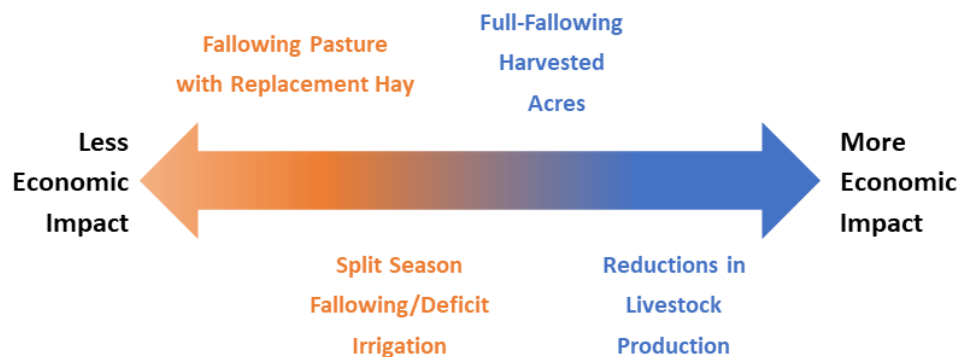 Fallowing Pasture
with Replacement Hay
Full-Fallowing
Harvested
Acres
Less
Economic
Impact
More
Economic
Impact
Split Season
Fallowing/Deficit
Irrigation
Reductions in
Livestock
Production